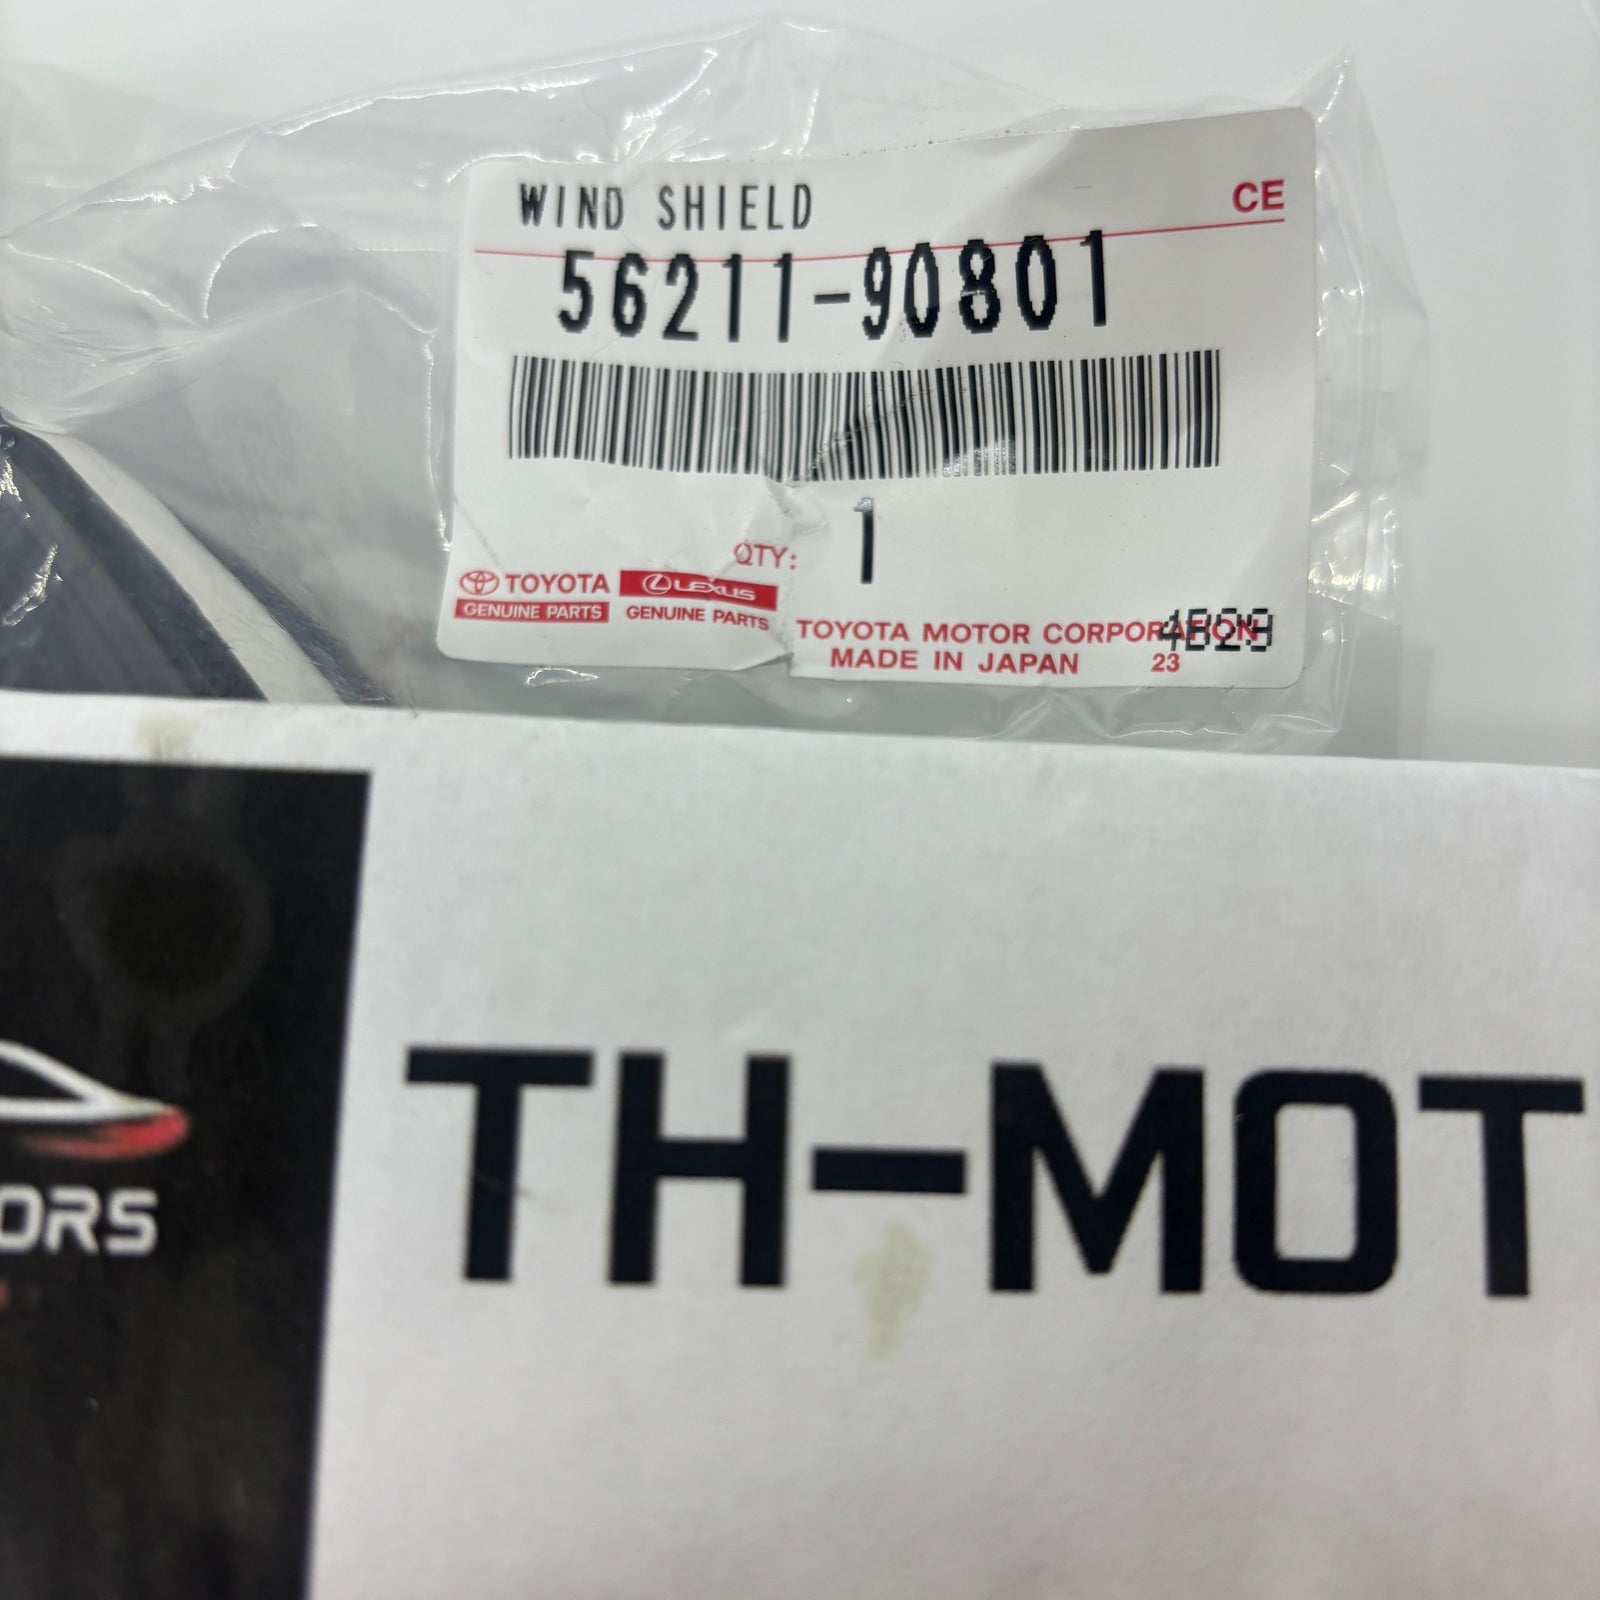 WIND SHIELD
CE
56211-90801
QTY: 1
TOYOTA LEXUS
GENUINE PARTS GENUINE PARTS
TOYOTA MOTOR CORPORATION
MADE IN JAPAN 23
TH-MOT
ORS